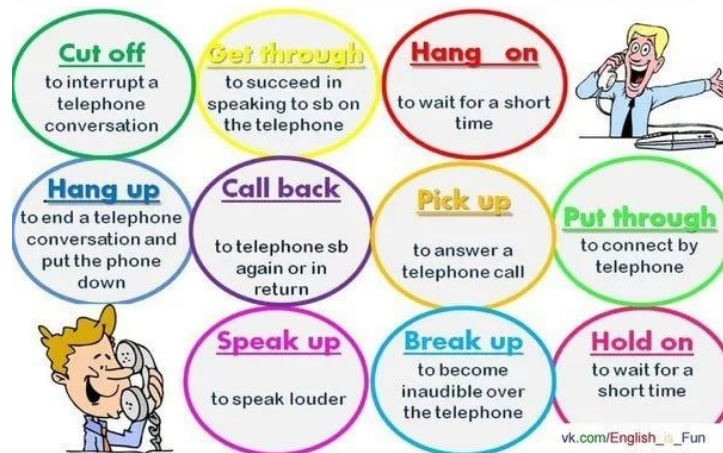 Cut off
to interrupt a
telephone
conversation
Get through
to succeed in
speaking to sb on
the telephone
Hang on
to wait for a short
time
Hang up
to end a telephone
conversation and
put the phone
down
Call back
to telephone sb
again or in
return
Pick up
to answer a
telephone call
Put through
to connect by
telephone
Speak up
to speak louder
Break up
to become
inaudible over
the telephone
Hold on
to wait for a
short time
vk.com/English_is_Fun